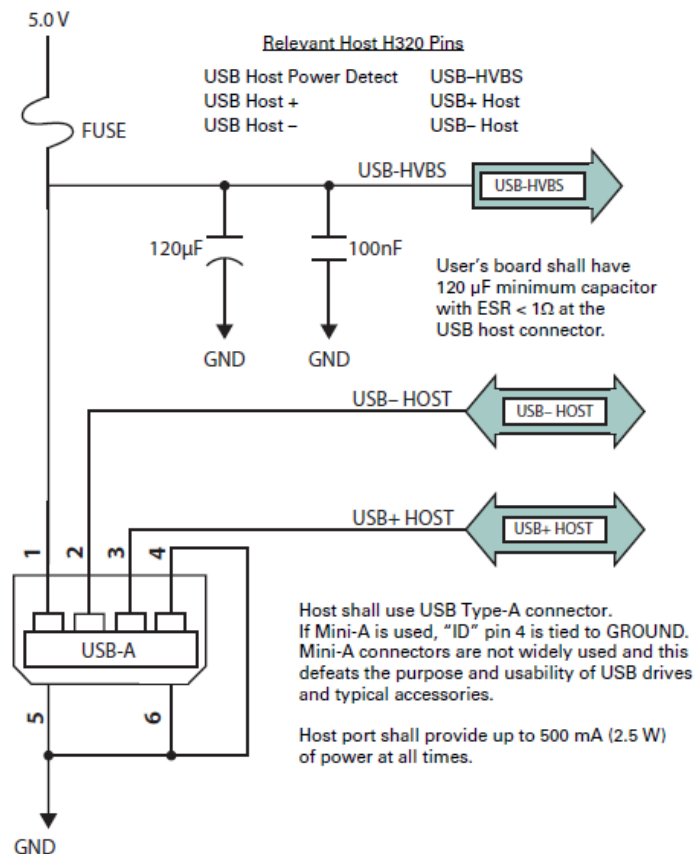 5.0 V
Relevant Host H320 Pins
USB Host Power Detect USB–HVBS
USB Host + USB+ Host
USB Host – USB– Host
FUSE
USB-HVBS
USB-HVBS
120µF
100nF
User's board shall have
120 µF minimum capacitor
with ESR < 1Ω at the
USB host connector.
GND
GND
USB– HOST
USB– HOST
USB+ HOST
USB+ HOST
1
2
3
4
USB-A
Host shall use USB Type-A connector.
If Mini-A is used, "ID" pin 4 is tied to GROUND.
Mini-A connectors are not widely used and this
defeats the purpose and usability of USB drives
and typical accessories.
5
6
Host port shall provide up to 500 mA (2.5 W)
of power at all times.
GND